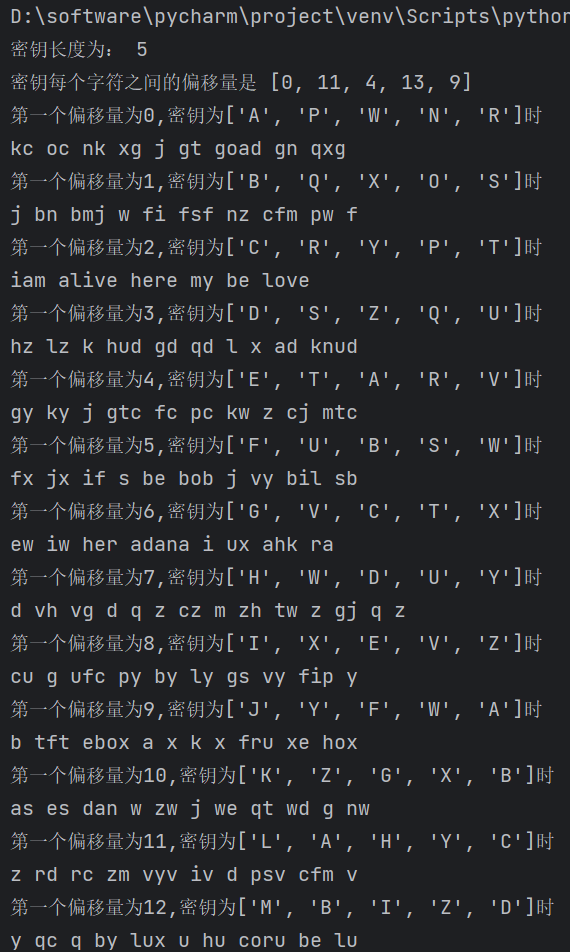 D:\software\pycharm\project\venv\Scripts\python
密钥长度为： 5
密钥每个字符之间的偏移量是 [0, 11, 4, 13, 9]
第一个偏移量为0,密钥为['A', 'P', 'W', 'N', 'R']时
kc oc nk xg j gt goad gn qxg
第一个偏移量为1,密钥为['B', 'Q', 'X', 'O', 'S']时
j bn bmj w fi fsf nz cfm pw f
第一个偏移量为2,密钥为['C', 'R', 'Y', 'P', 'T']时
iam alive here my be love
第一个偏移量为3,密钥为['D', 'S', 'Z', 'Q', 'U']时
hz lz k hud gd qd l x ad knud
第一个偏移量为4,密钥为['E', 'T', 'A', 'R', 'V']时
gy ky j gtc fc pc kw z cj mtc
第一个偏移量为5,密钥为['F', 'U', 'B', 'S', 'W']时
fx jx if s be bob j vy bil sb
第一个偏移量为6,密钥为['G', 'V', 'C', 'T', 'X']时
ew iw her adana i ux ahk ra
第一个偏移量为7,密钥为['H', 'W', 'D', 'U', 'Y']时
d vh vg d q z cz m zh tw z gj q z
第一个偏移量为8,密钥为['I', 'X', 'E', 'V', 'Z']时
cu g ufc py by ly gs vy fip y
第一个偏移量为9,密钥为['J', 'Y', 'F', 'W', 'A']时
b tft ebox a x k x fru xe hox
第一个偏移量为10,密钥为['K', 'Z', 'G', 'X', 'B']时
as es dan w zw j we qt wd g nw
第一个偏移量为11,密钥为['L', 'A', 'H', 'Y', 'C']时
z rd rc zm vyv iv d psv cfm v
第一个偏移量为12,密钥为['M', 'B', 'I', 'Z', 'D']时
y qc q by lux u hu coru be lu